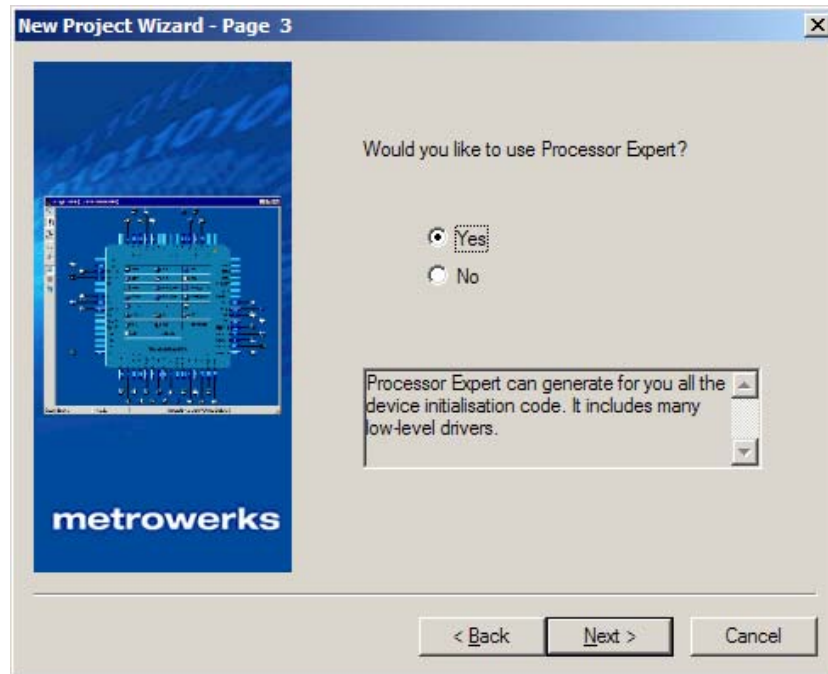 New Project Wizard - Page 3
Would you like to use Processor Expert?
Yes
No
Processor Expert can generate for you all the
device initialisation code. It includes many
low-level drivers.
metrowerks
< Back
Next >
Cancel